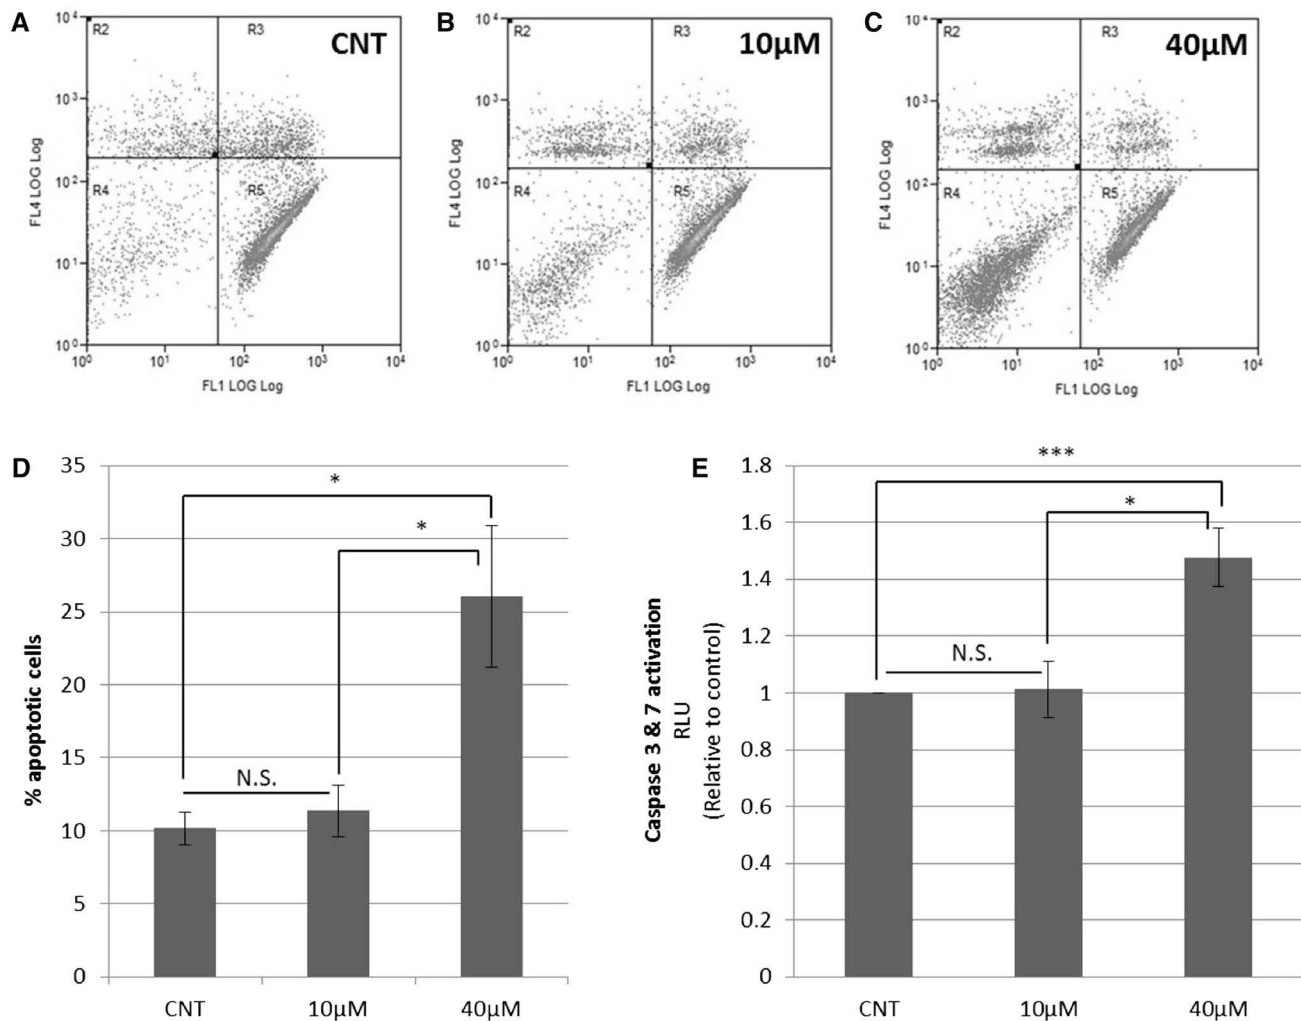 A
R2
R3
CNT
R4
R5
FL4 LOG Log
10⁴
10³
10²
10¹
10⁰
10⁰ 10¹ 10² 10³ 10⁴
FL1 LOG Log
B
R2
R3
10µM
R4
R5
FL4 LOG Log
10⁴
10³
10²
10¹
10⁰
10⁰ 10¹ 10² 10³ 10⁴
FL1 LOG Log
C
R2
R3
40µM
R4
R5
FL4 LOG Log
10⁴
10³
10²
10¹
10⁰
10⁰ 10¹ 10² 10³ 10⁴
FL1 LOG Log
D
% apoptotic cells
35
30
25
20
15
10
5
0
*
*
N.S.
CNT 10µM 40µM
E
Caspase 3 & 7 activation
RLU
(Relative to control)
1.8
1.6
1.4
1.2
1
0.8
0.6
0.4
0.2
0
***
*
N.S.
CNT 10µM 40µM